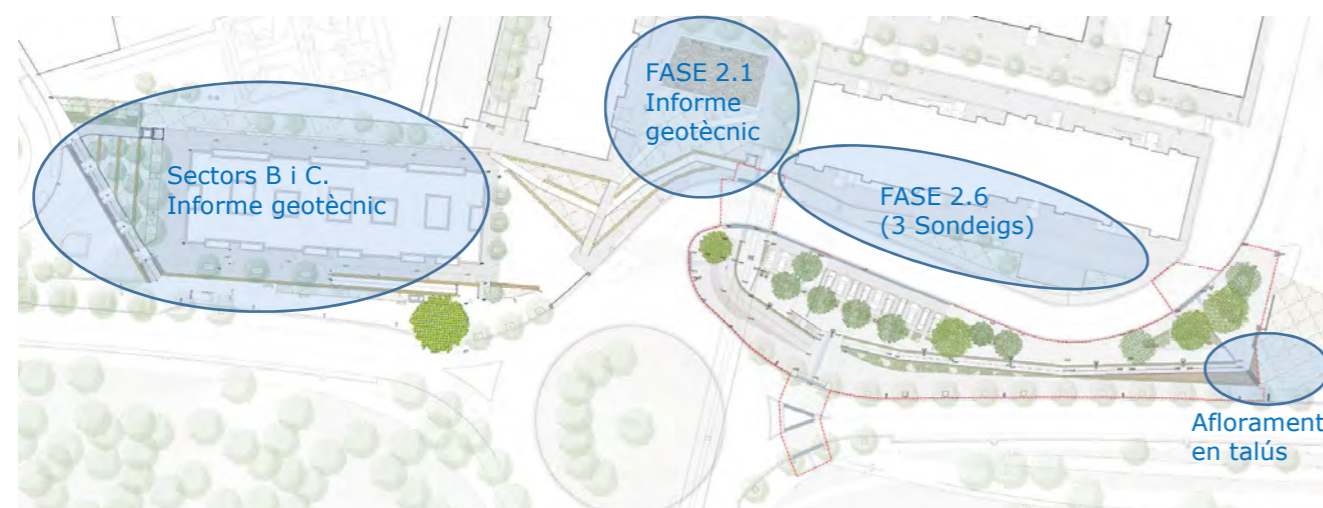 FASE 2.1
Informe
geotècnic
Sectors B i C.
Informe geotècnic
FASE 2.6
(3 Sondeigs)
Aflorament
en talús